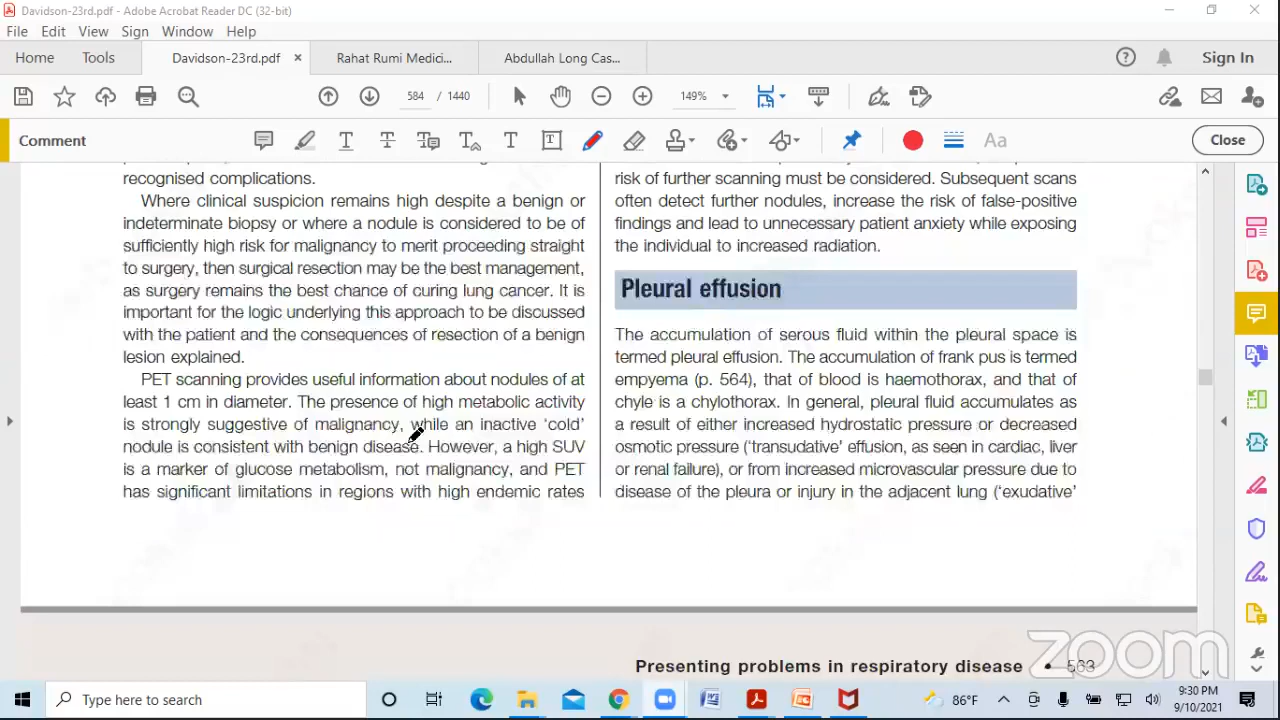 Davidson-23rd.pdf - Adobe Acrobat Reader DC (32-bit)
File Edit View Sign Window Help
Home Tools Davidson-23rd.pdf × Rahat Rumi Medici... Abdullah Long Cas... Sign In
584 / 1440 149%
Comment Aa Close
recognised complications.
Where clinical suspicion remains high despite a benign or
indeterminate biopsy or where a nodule is considered to be of
sufficiently high risk for malignancy to merit proceeding straight
to surgery, then surgical resection may be the best management,
as surgery remains the best chance of curing lung cancer. It is
important for the logic underlying this approach to be discussed
with the patient and the consequences of resection of a benign
lesion explained.
PET scanning provides useful information about nodules of at
least 1 cm in diameter. The presence of high metabolic activity
is strongly suggestive of malignancy, while an inactive ‘cold’
nodule is consistent with benign disease. However, a high SUV
is a marker of glucose metabolism, not malignancy, and PET
has significant limitations in regions with high endemic rates
risk of further scanning must be considered. Subsequent scans
often detect further nodules, increase the risk of false-positive
findings and lead to unnecessary patient anxiety while exposing
the individual to increased radiation.
Pleural effusion
The accumulation of serous fluid within the pleural space is
termed pleural effusion. The accumulation of frank pus is termed
empyema (p. 564), that of blood is haemothorax, and that of
chyle is a chylothorax. In general, pleural fluid accumulates as
a result of either increased hydrostatic pressure or decreased
osmotic pressure (‘transudative’ effusion, as seen in cardiac, liver
or renal failure), or from increased microvascular pressure due to
disease of the pleura or injury in the adjacent lung (‘exudative’
Presenting problems in respiratory disease • 563
zoom
Type here to search
86°F
9:30 PM
9/10/2021